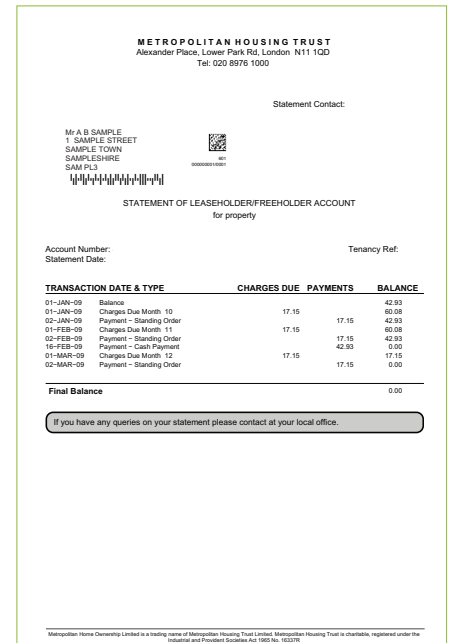 METROPOLITAN HOUSING TRUST
Alexander Place, Lower Park Rd, London N11 1QD
Tel: 020 8976 1000
Statement Contact:
Mr A B SAMPLE
1 SAMPLE STREET
SAMPLE TOWN
SAMPLESHIRE
SAM PL3
601
000000001/0001
STATEMENT OF LEASEHOLDER/FREEHOLDER ACCOUNT
for property
Account Number: Tenancy Ref:
Statement Date:
TRANSACTION DATE & TYPE CHARGES DUE PAYMENTS BALANCE
01-JAN-09 Balance 42.93
01-JAN-09 Charges Due Month 10 17.15 60.08
02-JAN-09 Payment - Standing Order 17.15 42.93
01-FEB-09 Charges Due Month 11 17.15 60.08
02-FEB-09 Payment - Standing Order 17.15 42.93
16-FEB-09 Payment - Cash Payment 42.93 0.00
01-MAR-09 Charges Due Month 12 17.15 17.15
02-MAR-09 Payment - Standing Order 17.15 0.00
Final Balance 0.00
If you have any queries on your statement please contact at your local office.
Metropolitan Home Ownership Limited is a trading name of Metropolitan Housing Trust Limited. Metropolitan Housing Trust is charitable, registered under the
Industrial and Provident Societies Act 1965 No. 16337R